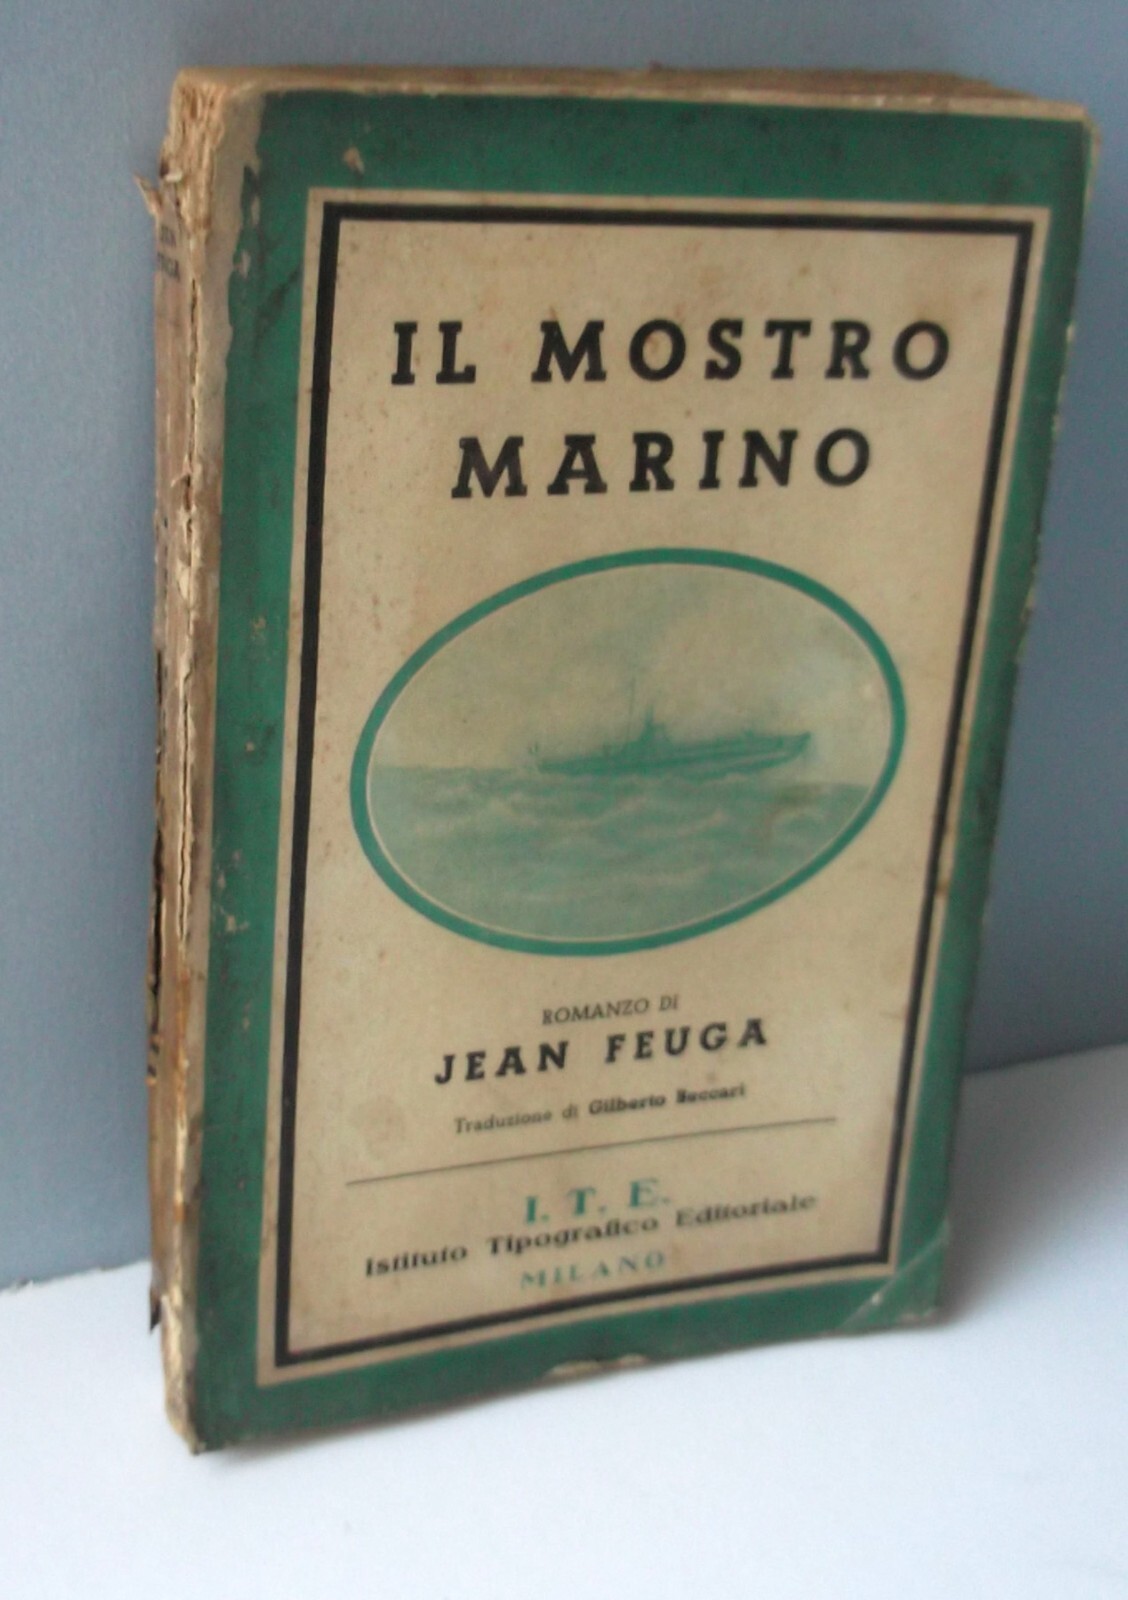 IL MOSTRO
MARINO
ROMANZO DI
JEAN FEUGA
Traduzione di Gilberto Beccari
I. T. E.
Istituto Tipografico Editoriale
MILANO